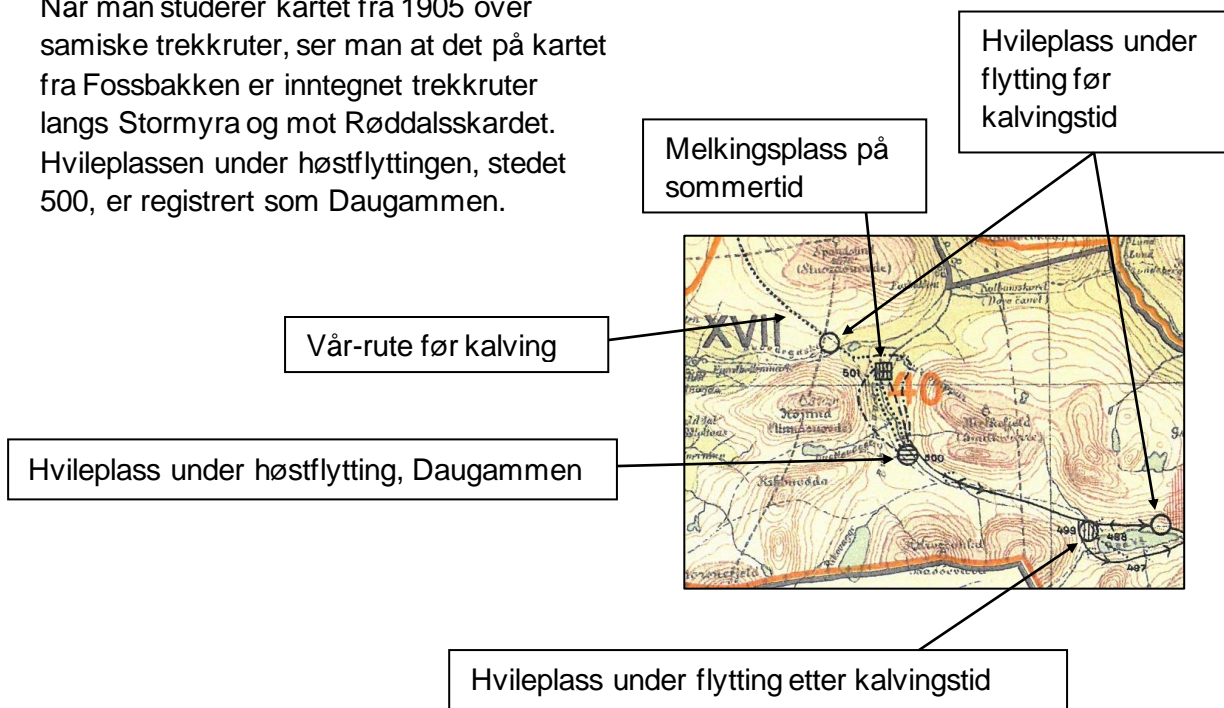 Når man studerer kartet fra 1905 over
samiske trekkruter, ser man at det på kartet
fra Fossbakken er inntegnet trekkruter
langs Stormyra og mot Røddalsskardet.
Hvileplassen under høstflyttingen, stedet
500, er registrert som Daugammen.
Hvileplass under
flytting før
kalvingstid
Melkingsplass på
sommertid
Vår-rute før kalving
Hvileplass under høstflytting, Daugammen
Hvileplass under flytting etter kalvingstid
Spanstind
XVII
501
40
500
499
488
497